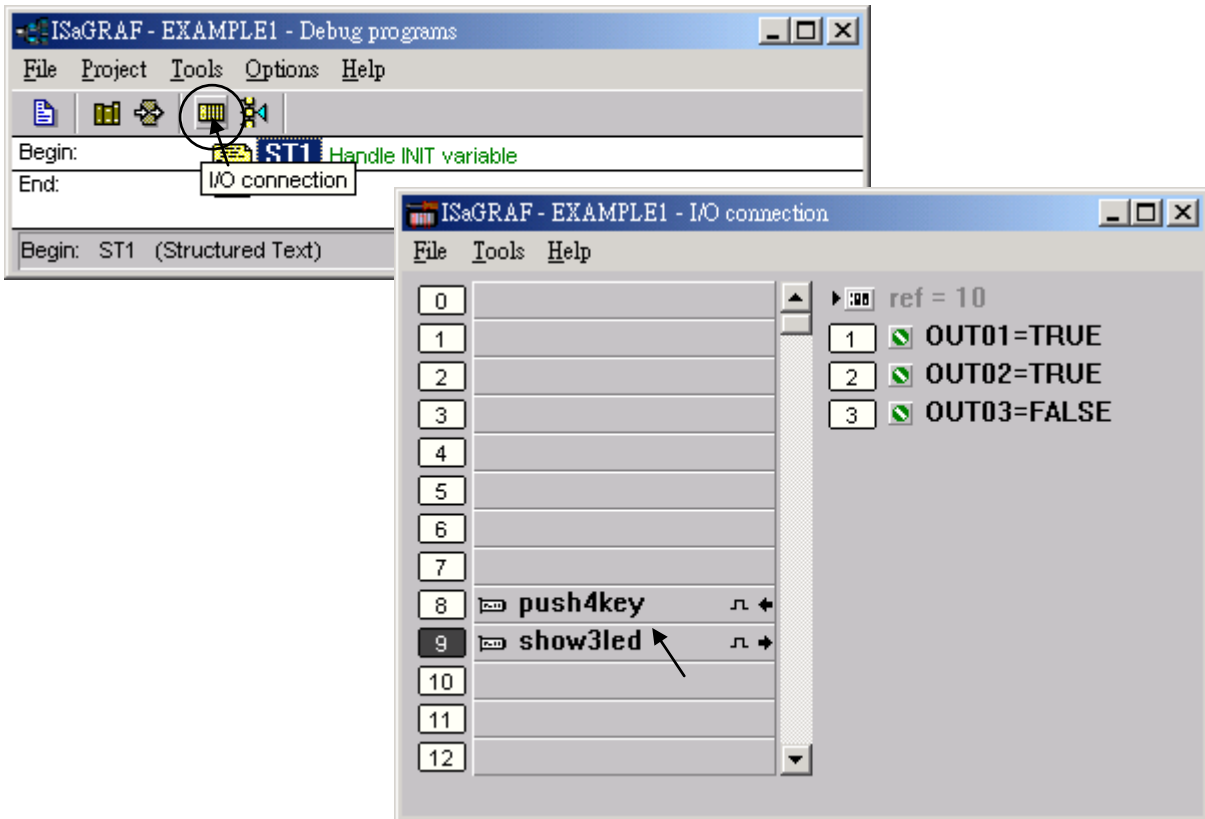 ISaGRAF - EXAMPLE1 - Debug programs
File Project Tools Options Help
Begin: ST1 Handle INIT variable
I/O connection
End:
Begin: ST1 (Structured Text)
ISaGRAF - EXAMPLE1 - I/O connection
File Tools Help
0
1
2
3
4
5
6
7
8 push4key
9 show3led
10
11
12
ref = 10
1 OUT01=TRUE
2 OUT02=TRUE
3 OUT03=FALSE